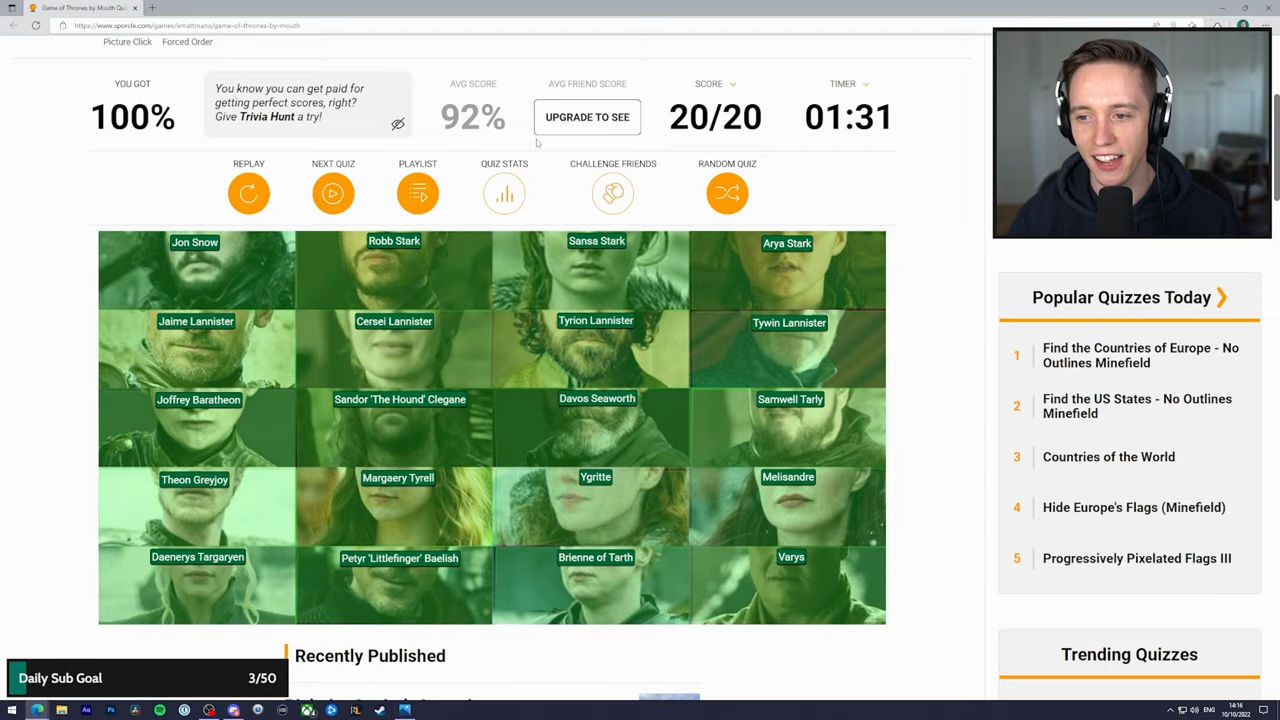 Game of Thrones by Mouth Qui
https://www.sporcle.com/games/xmattmanx/game-of-thrones-by-mouth
Picture Click Forced Order
YOU GOT
100%
You know you can get paid for
getting perfect scores, right?
Give Trivia Hunt a try!
AVG SCORE
92%
AVG FRIEND SCORE
UPGRADE TO SEE
SCORE
20/20
TIMER
01:31
REPLAY NEXT QUIZ PLAYLIST QUIZ STATS CHALLENGE FRIENDS RANDOM QUIZ
Jon Snow Robb Stark Sansa Stark Arya Stark
Jaime Lannister Cersei Lannister Tyrion Lannister Tywin Lannister
Joffrey Baratheon Sandor 'The Hound' Clegane Davos Seaworth Samwell Tarly
Theon Greyjoy Margaery Tyrell Ygritte Melisandre
Daenerys Targaryen Petyr 'Littlefinger' Baelish Brienne of Tarth Varys
Popular Quizzes Today
1 Find the Countries of Europe - No
Outlines Minefield
2 Find the US States - No Outlines
Minefield
3 Countries of the World
4 Hide Europe's Flags (Minefield)
5 Progressively Pixelated Flags III
Trending Quizzes
Recently Published
Daily Sub Goal 3/50
ENG
14:16
10/10/2022